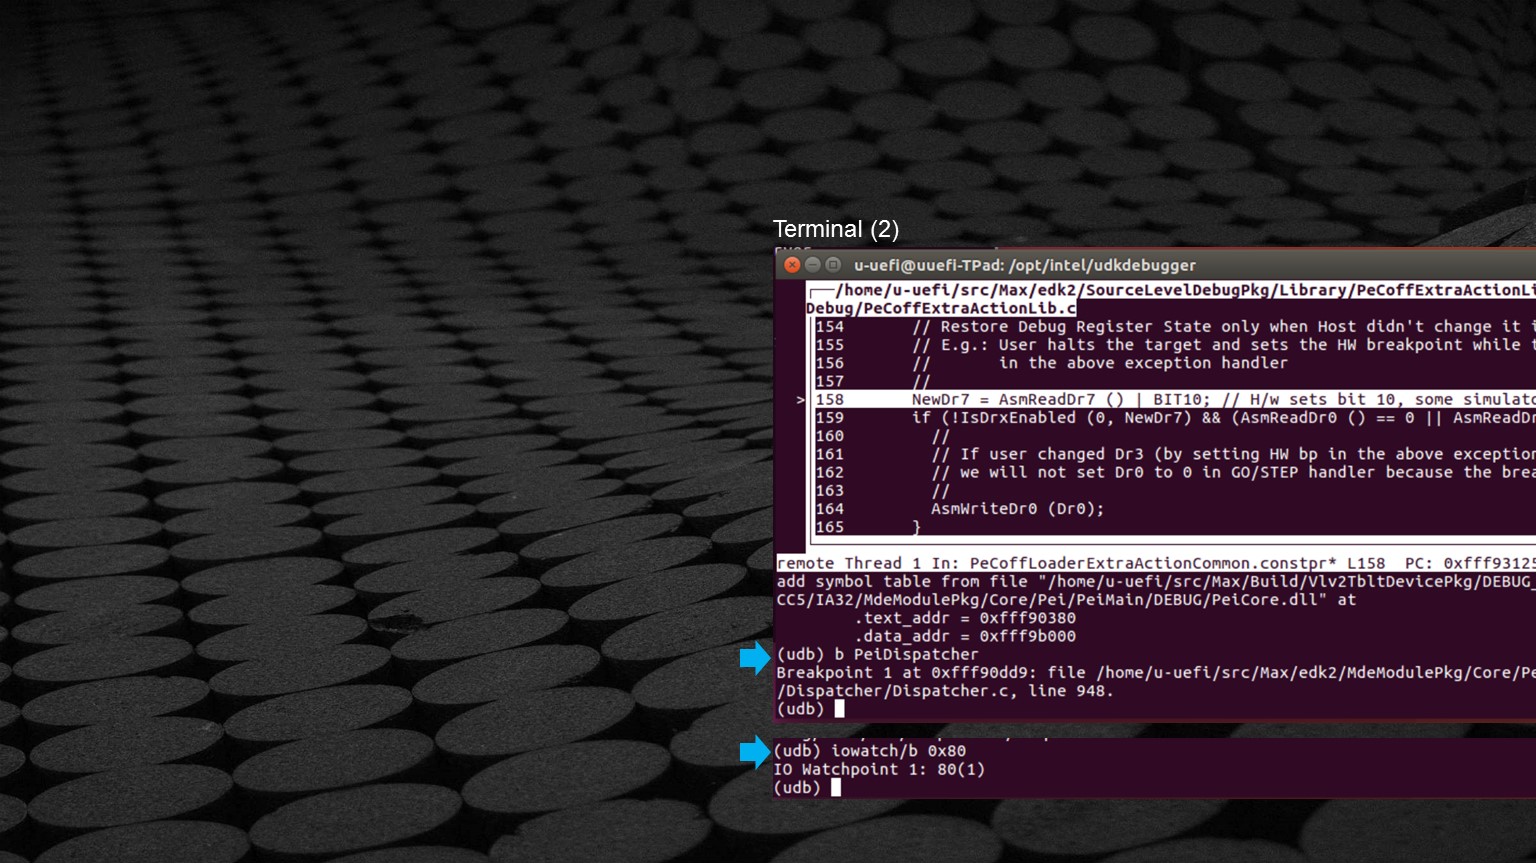 Terminal (2)
u-uefi@uuefi-TPad: /opt/intel/udkdebugger
/home/u-uefi/src/Max/edk2/SourceLevelDebugPkg/Library/PeCoffExtraActionLi
Debug/PeCoffExtraActionLib.c
154 // Restore Debug Register State only when Host didn't change it i
155 // E.g.: User halts the target and sets the HW breakpoint while t
156 // in the above exception handler
157 //
> 158 NewDr7 = AsmReadDr7 () | BIT10; // H/w sets bit 10, some simulato
159 if (!IsDrxEnabled (0, NewDr7) && (AsmReadDr0 () == 0 || AsmReadDr
160 //
161 // If user changed Dr3 (by setting HW bp in the above exception
162 // we will not set Dr0 to 0 in GO/STEP handler because the brea
163 //
164 AsmWriteDr0 (Dr0);
165 }
remote Thread 1 In: PeCoffLoaderExtraActionCommon.constpr* L158 PC: 0xfff93125
add symbol table from file "/home/u-uefi/src/Max/Build/Vlv2TbltDevicePkg/DEBUG_
CC5/IA32/MdeModulePkg/Core/Pei/PeiMain/DEBUG/PeiCore.dll" at
.text_addr = 0xfff90380
.data_addr = 0xfff9b000
(udb) b PeiDispatcher
Breakpoint 1 at 0xfff90dd9: file /home/u-uefi/src/Max/edk2/MdeModulePkg/Core/Pe
/Dispatcher/Dispatcher.c, line 948.
(udb)
(udb) iowatch/b 0x80
IO Watchpoint 1: 80(1)
(udb)